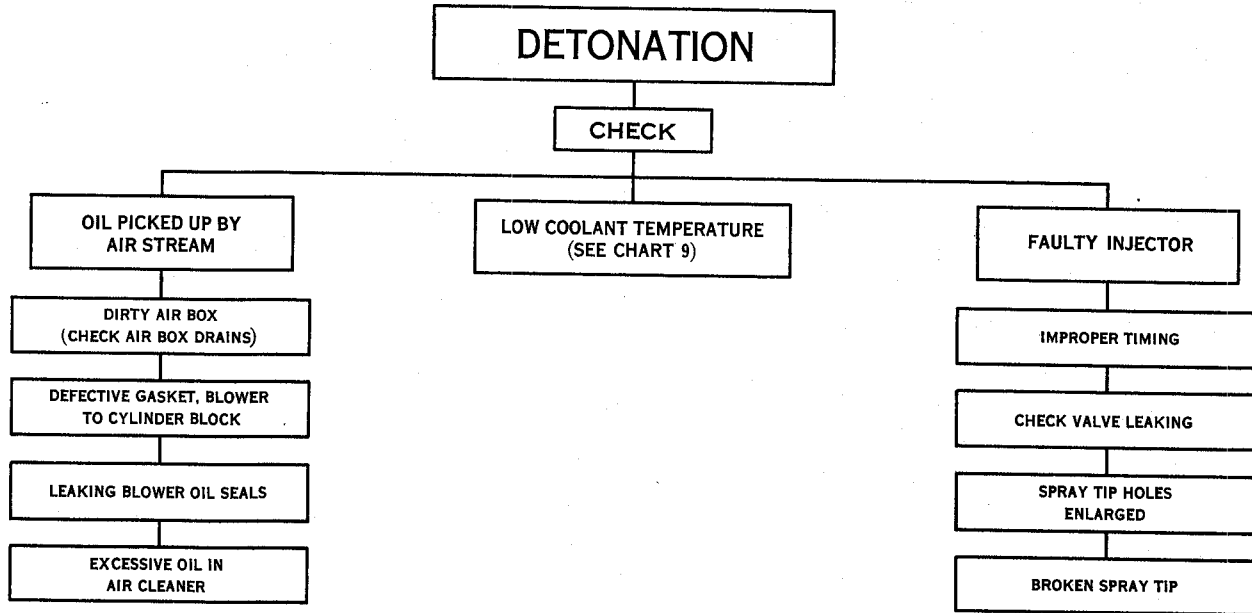 DETONATION
CHECK
OIL PICKED UP BY
AIR STREAM
LOW COOLANT TEMPERATURE
(SEE CHART 9)
FAULTY INJECTOR
DIRTY AIR BOX
(CHECK AIR BOX DRAINS)
IMPROPER TIMING
DEFECTIVE GASKET, BLOWER
TO CYLINDER BLOCK
CHECK VALVE LEAKING
LEAKING BLOWER OIL SEALS
SPRAY TIP HOLES
ENLARGED
EXCESSIVE OIL IN
AIR CLEANER
BROKEN SPRAY TIP